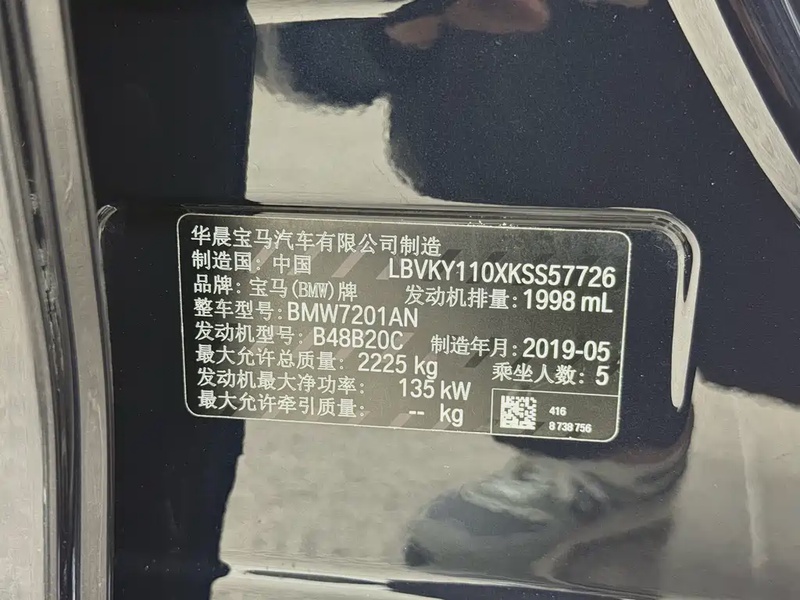 华晨宝马汽车有限公司制造
制造国：中国 LBVKY110XKSS57726
品牌：宝马(BMW)牌 发动机排量：1998 mL
整车型号：BMW7201AN
发动机型号：B48B20C 制造年月：2019-05
最大允许总质量：2225 kg 乘坐人数：5
发动机最大净功率： 135 kW
最大允许牵引质量： -- kg
416
8 738 756